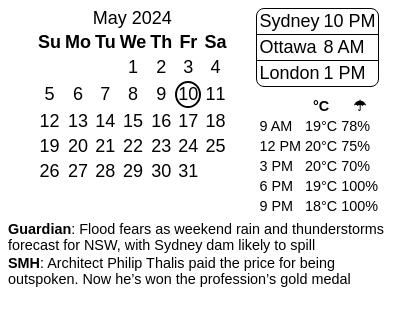 May 2024
Su Mo Tu We Th Fr Sa
1 2 3 4
5 6 7 8 9 10 11
12 13 14 15 16 17 18
19 20 21 22 23 24 25
26 27 28 29 30 31
Sydney 10 PM
Ottawa 8 AM
London 1 PM
°C ☂
9 AM 19°C 78%
12 PM 20°C 75%
3 PM 20°C 70%
6 PM 19°C 100%
9 PM 18°C 100%
Guardian: Flood fears as weekend rain and thunderstorms
forecast for NSW, with Sydney dam likely to spill
SMH: Architect Philip Thalis paid the price for being
outspoken. Now he’s won the profession’s gold medal